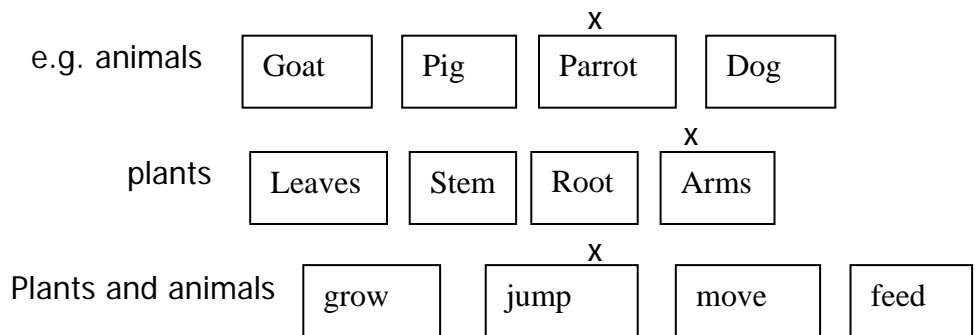 x
e.g. animals Goat Pig Parrot Dog
x
plants Leaves Stem Root Arms
x
Plants and animals grow jump move feed